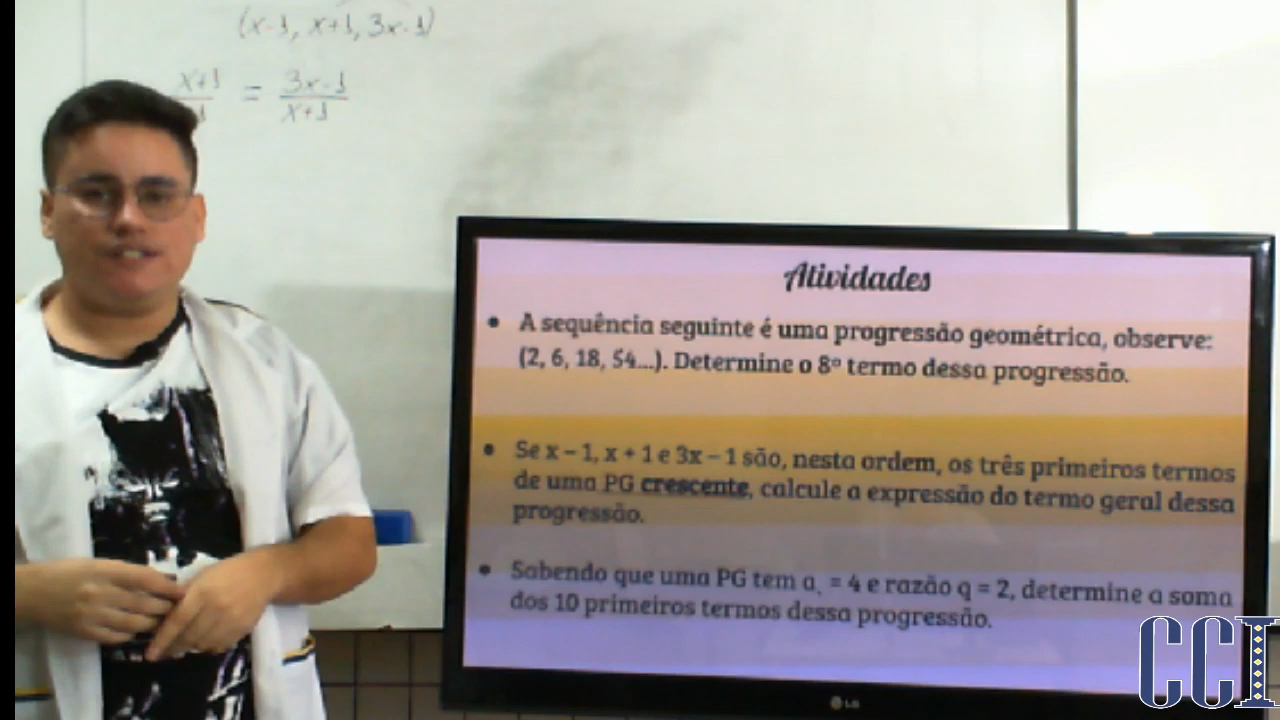 (x-1, x+1, 3x-1)
x+1 = 3x-1
1 x+1
Atividades
• A sequência seguinte é uma progressão geométrica, observe:
(2, 6, 18, 54...). Determine o 8º termo dessa progressão.
• Se x – 1, x + 1 e 3x – 1 são, nesta ordem, os três primeiros termos
de uma PG crescente, calcule a expressão do termo geral dessa
progressão.
• Sabendo que uma PG tem a = 4 e razão q = 2, determine a soma
dos 10 primeiros termos dessa progressão.
LG
CCI